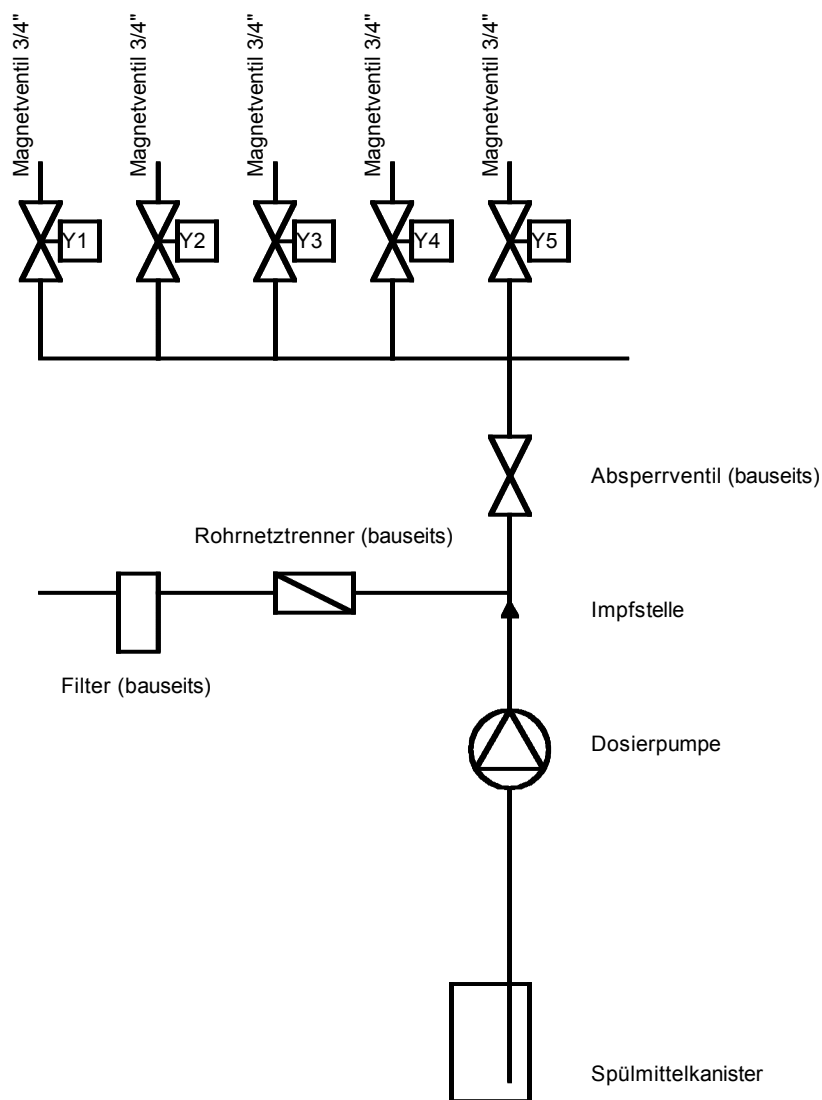 Magnetventil 3/4"
Magnetventil 3/4"
Magnetventil 3/4"
Magnetventil 3/4"
Magnetventil 3/4"
Y1
Y2
Y3
Y4
Y5
Absperrventil (bauseits)
Rohrnetztrenner (bauseits)
Impfstelle
Filter (bauseits)
Dosierpumpe
Spülmittelkanister